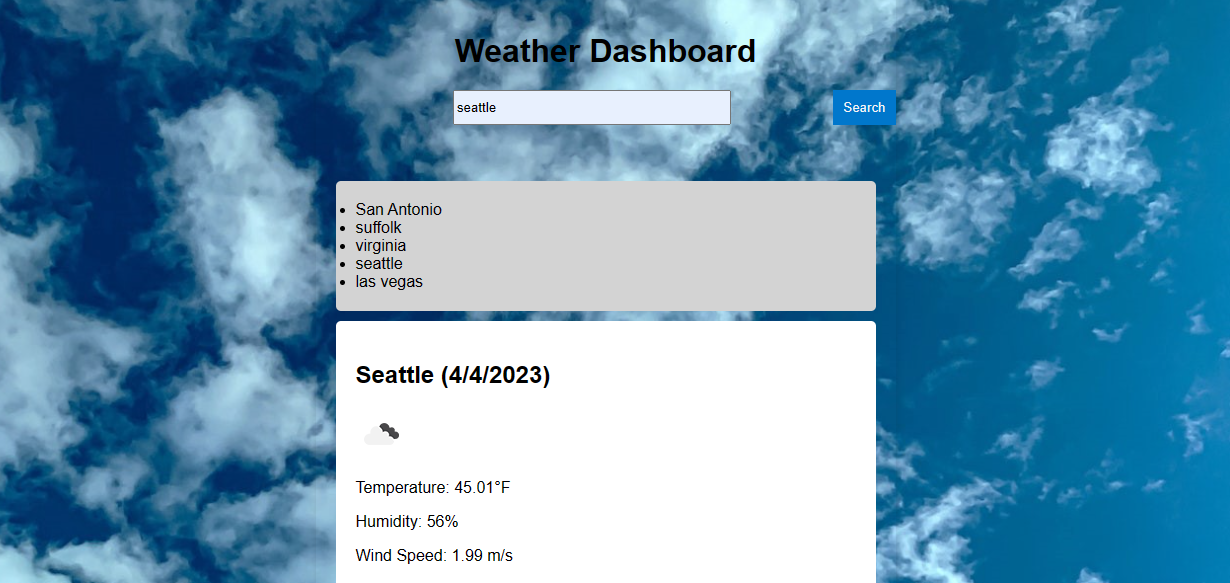 Weather Dashboard
seattle
Search
San Antonio
suffolk
virginia
seattle
las vegas
Seattle (4/4/2023)
Temperature: 45.01°F
Humidity: 56%
Wind Speed: 1.99 m/s